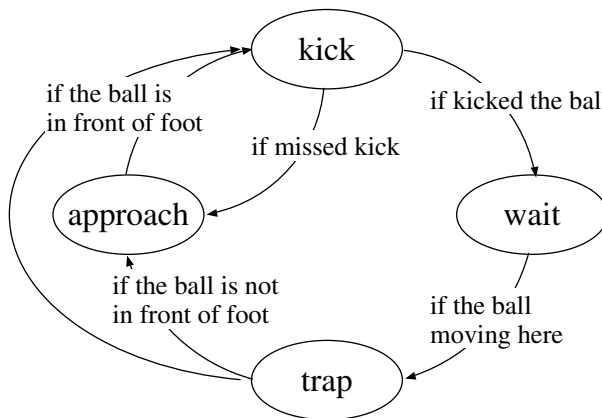 kick
if the ball is
in front of foot
if kicked the bal
if missed kick
approach
wait
if the ball is not
in front of foot
if the ball
moving here
trap